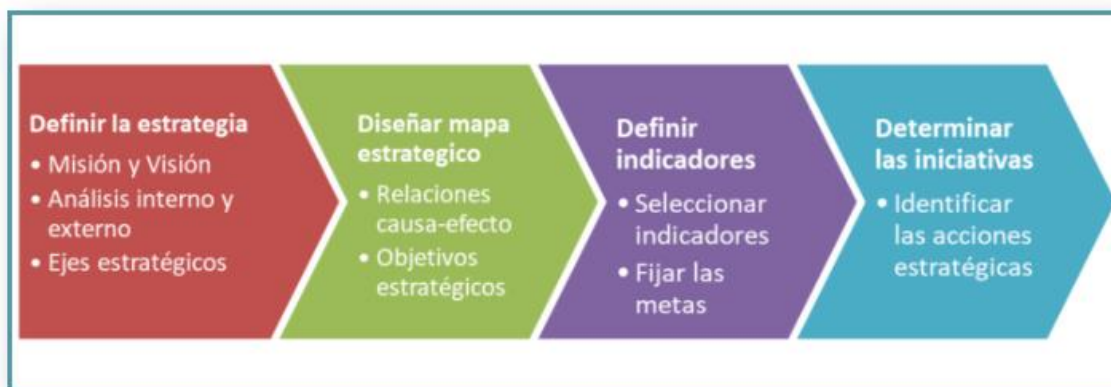 Definir la estrategia
• Misión y Visión
• Análisis interno y
externo
• Ejes estratégicos
Diseñar mapa
estrategico
• Relaciones
causa-efecto
• Objetivos
estratégicos
Definir
indicadores
• Seleccionar
indicadores
• Fijar las
metas
Determinar
las iniciativas
• Identificar
las acciones
estratégicas